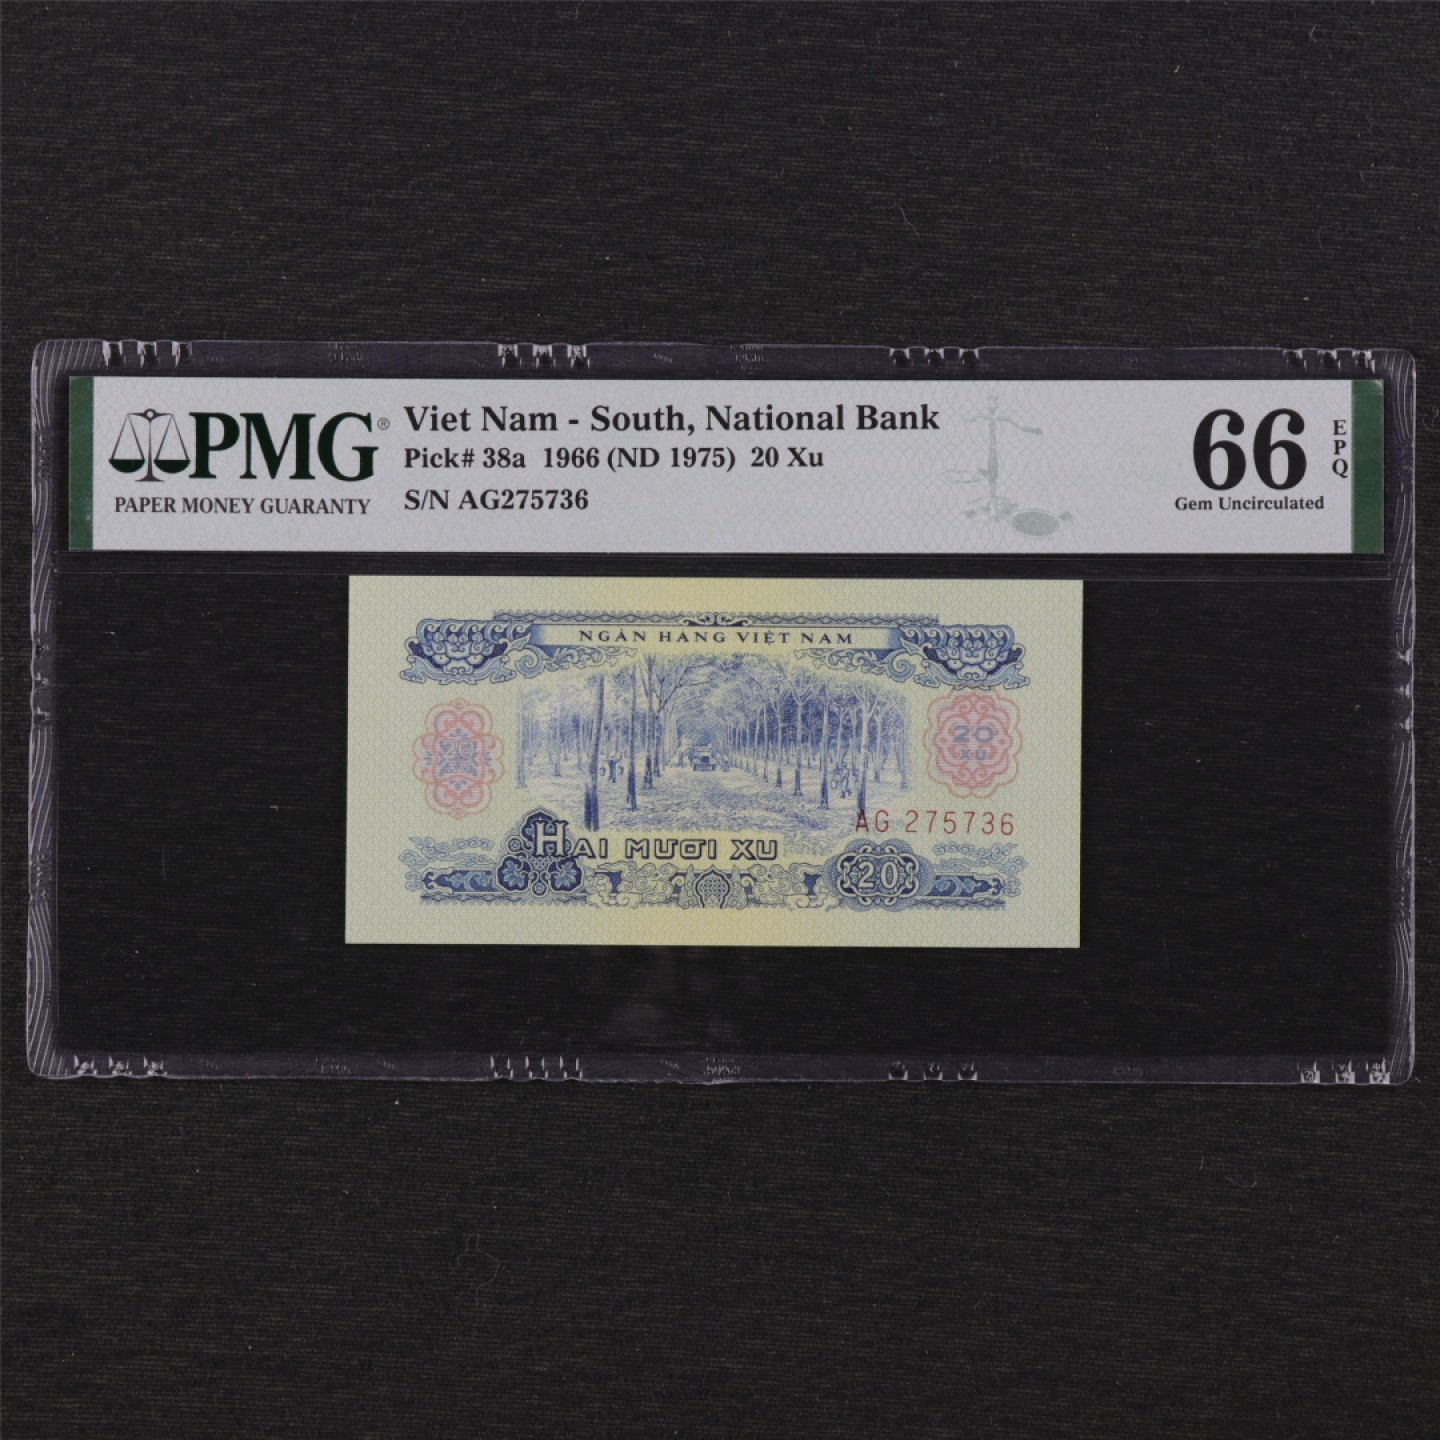 PMG®
PAPER MONEY GUARANTY
Viet Nam - South, National Bank
Pick# 38a 1966 (ND 1975) 20 Xu
S/N AG275736
66
EPQ
Gem Uncirculated
NGÂN HÀNG VIỆT NAM
20
20
XU
AG 275736
HAI MƯƠI XU
20